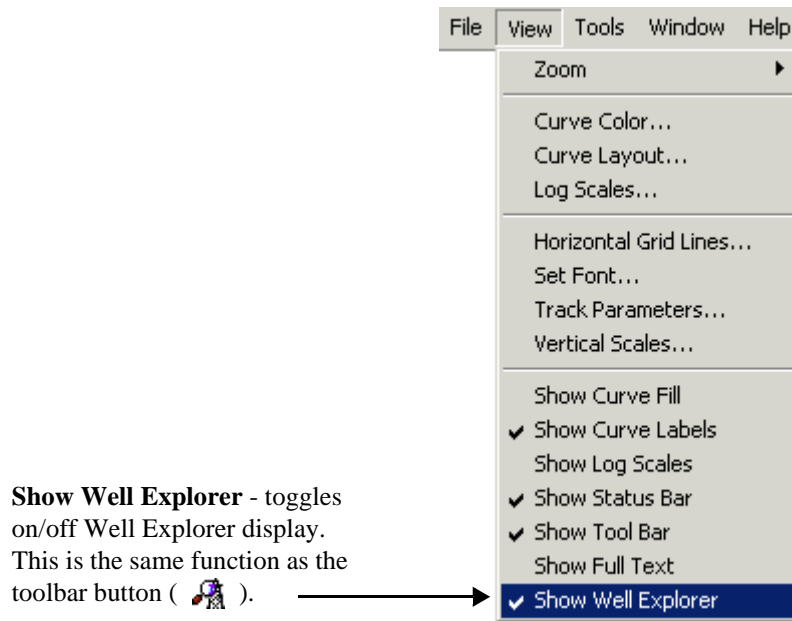 File View Tools Window Help
Zoom
Curve Color...
Curve Layout...
Log Scales...
Horizontal Grid Lines...
Set Font...
Track Parameters...
Vertical Scales...
Show Curve Fill
Show Curve Labels
Show Log Scales
Show Status Bar
Show Tool Bar
Show Full Text
Show Well Explorer
Show Well Explorer - toggles
on/off Well Explorer display.
This is the same function as the
toolbar button ( ).